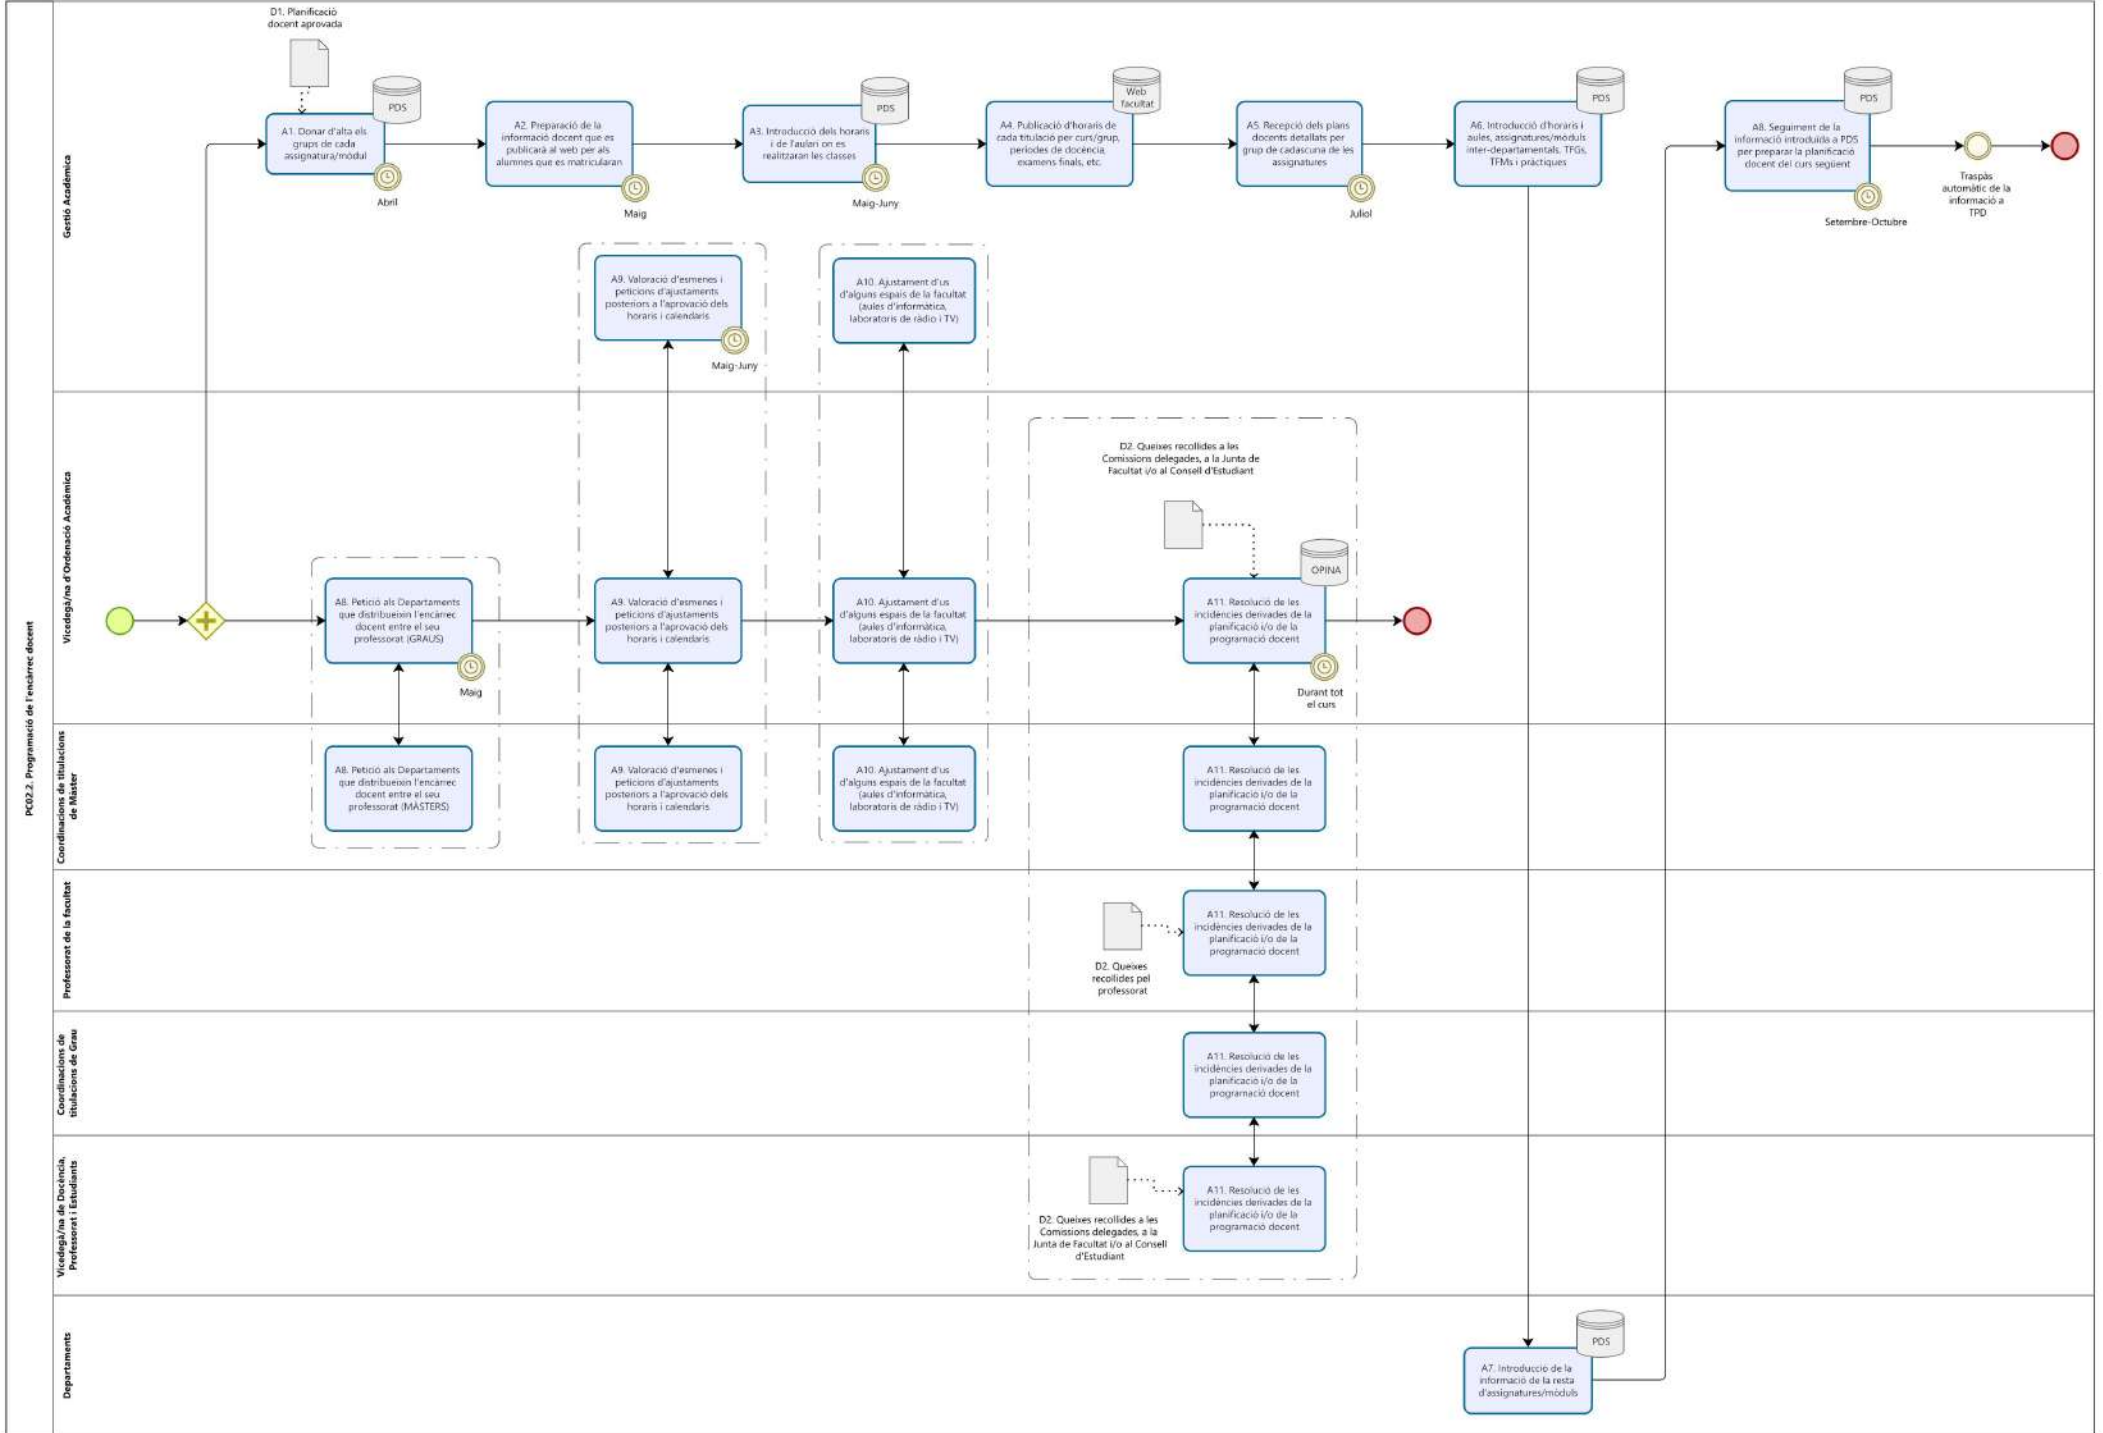 PC02.2. Programació de l'encàrrec docent
Gestió Acadèmica
D1. Planificació
docent aprovada
A1. Donar d'alta els
grups de cada
assignatura/mòdul
PDS
Abril
A2. Preparació de la
informació docent que es
publicarà al web per als
alumnes que es matricularan
Maig
A3. Introducció dels horaris
i de l'aulari on es
realitzaran les classes
PDS
Maig-Juny
A4. Publicació d'horaris de
cada titulació per curs/grup,
períodes de docència,
examens finals, etc.
Web
facultat
A5. Recepció dels plans
docents detallats per
grup de cadascuna de les
assignatures
Juliol
A6. Introducció d'horaris i
aules, assignatures/mòduls
inter-departamentals, TFGs,
TFMs i pràctiques
PDS
A8. Seguiment de la
informació introduïda a PDS
per preparar la planificació
docent del curs següent
PDS
Setembre-Octubre
Traspàs
automàtic de la
informació a
TPD
A9. Valoració d'esmenes i
peticions d'ajustaments
posteriors a l'aprovació dels
horaris i calendaris
Maig-Juny
A10. Ajustament d'us
d'alguns espais de la facultat
(aules d'informàtica,
laboratoris de ràdio i TV)
Vicedegà/na d'Ordenació Acadèmica
A8. Petició als Departaments
que distribueixin l'encàrrec
docent entre el seu
professorat (GRAUS)
Maig
A9. Valoració d'esmenes i
peticions d'ajustaments
posteriors a l'aprovació dels
horaris i calendaris
A10. Ajustament d'us
d'alguns espais de la facultat
(aules d'informàtica,
laboratoris de ràdio i TV)
D2. Queixes recollides a les
Comissions delegades, a la Junta de
Facultat i/o al Consell d'Estudiant
A11. Resolució de les
incidències derivades de la
planificació i/o de la
programació docent
OPINA
Durant tot
el curs
Coordinacions de titulacions
de Màster
A8. Petició als Departaments
que distribueixin l'encàrrec
docent entre el seu
professorat (MÀSTERS)
A9. Valoració d'esmenes i
peticions d'ajustaments
posteriors a l'aprovació dels
horaris i calendaris
A10. Ajustament d'us
d'alguns espais de la facultat
(aules d'informàtica,
laboratoris de ràdio i TV)
A11. Resolució de les
incidències derivades de la
planificació i/o de la
programació docent
Professorat de la facultat
D2. Queixes
recollides pel
professorat
A11. Resolució de les
incidències derivades de la
planificació i/o de la
programació docent
Coordinacions de
titulacions de Grau
A11. Resolució de les
incidències derivades de la
planificació i/o de la
programació docent
Vicedegà/na de Docència,
Professorat i Estudiants
D2. Queixes recollides a les
Comissions delegades, a la
Junta de Facultat i/o al Consell
d'Estudiant
A11. Resolució de les
incidències derivades de la
planificació i/o de la
programació docent
Departaments
A7. Introducció de la
informació de la resta
d'assignatures/mòduls
PDS